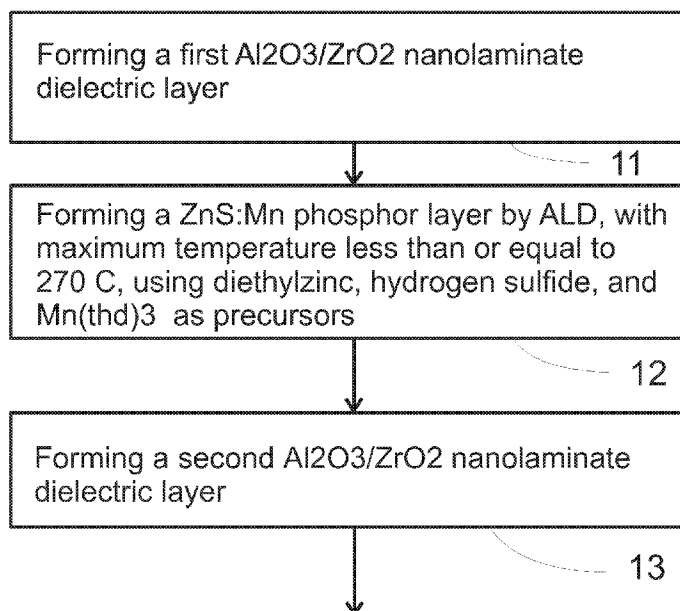 Forming a first Al2O3/ZrO2 nanolaminate
dielectric layer
11
Forming a ZnS:Mn phosphor layer by ALD, with
maximum temperature less than or equal to
270 C, using diethylzinc, hydrogen sulfide, and
Mn(thd)3 as precursors
12
Forming a second Al2O3/ZrO2 nanolaminate
dielectric layer
13